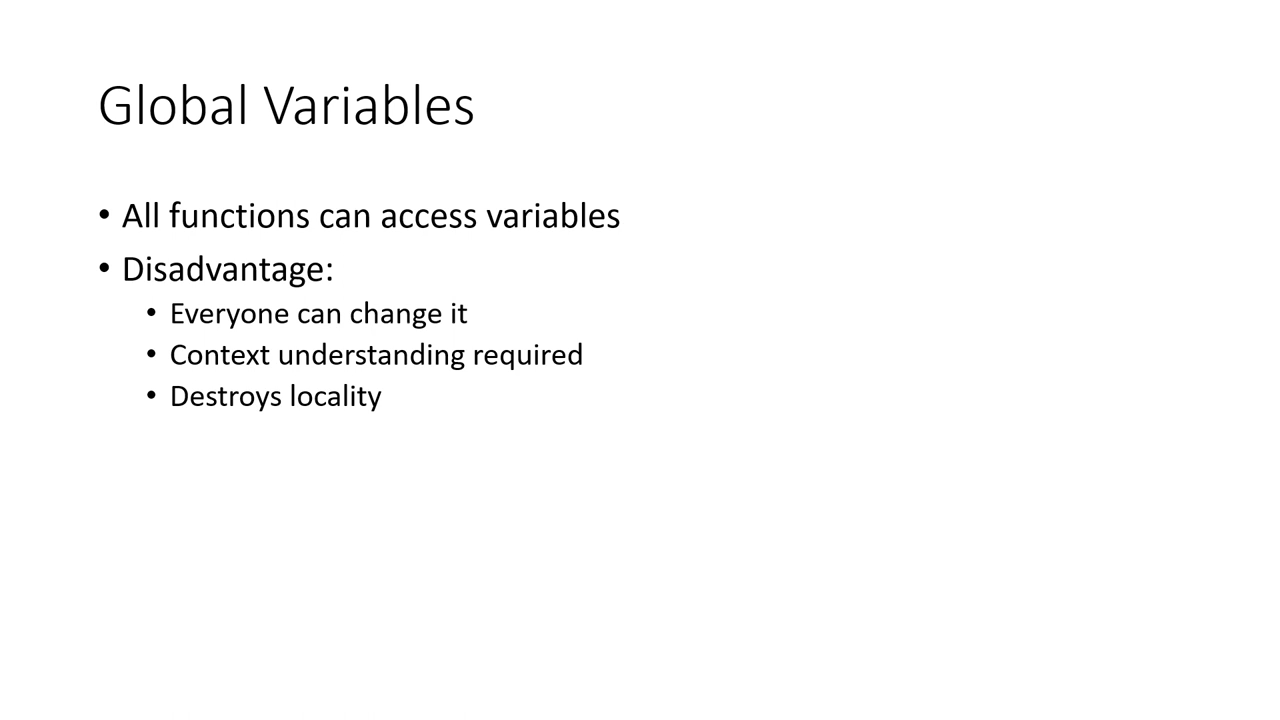 Global Variables
• All functions can access variables
• Disadvantage:
• Everyone can change it
• Context understanding required
• Destroys locality